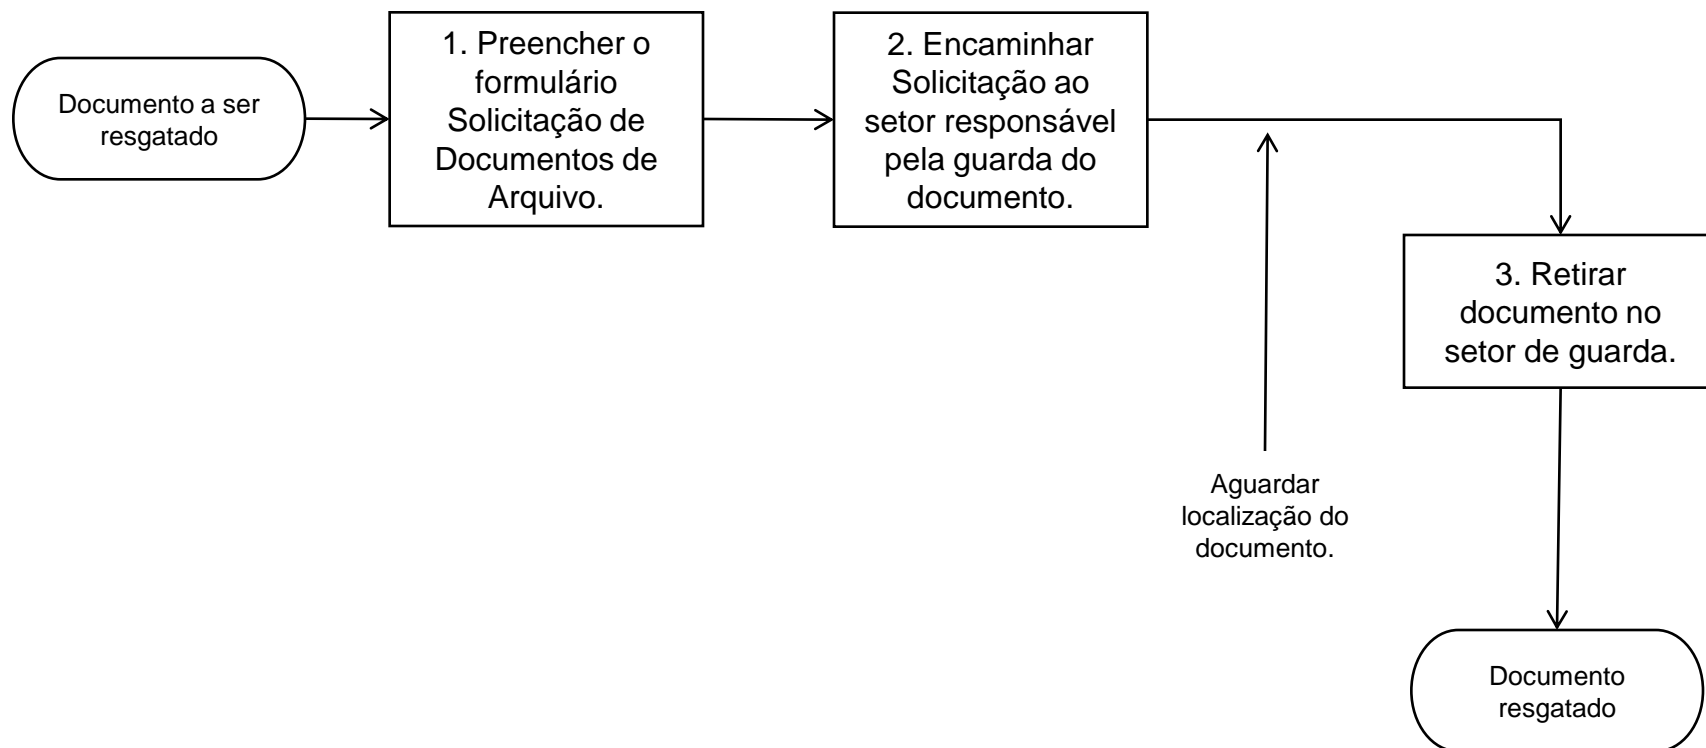 Documento a ser
resgatado
1. Preencher o
formulário
Solicitação de
Documentos de
Arquivo.
2. Encaminhar
Solicitação ao
setor responsável
pela guarda do
documento.
3. Retirar
documento no
setor de guarda.
Aguardar
localização do
documento.
Documento
resgatado